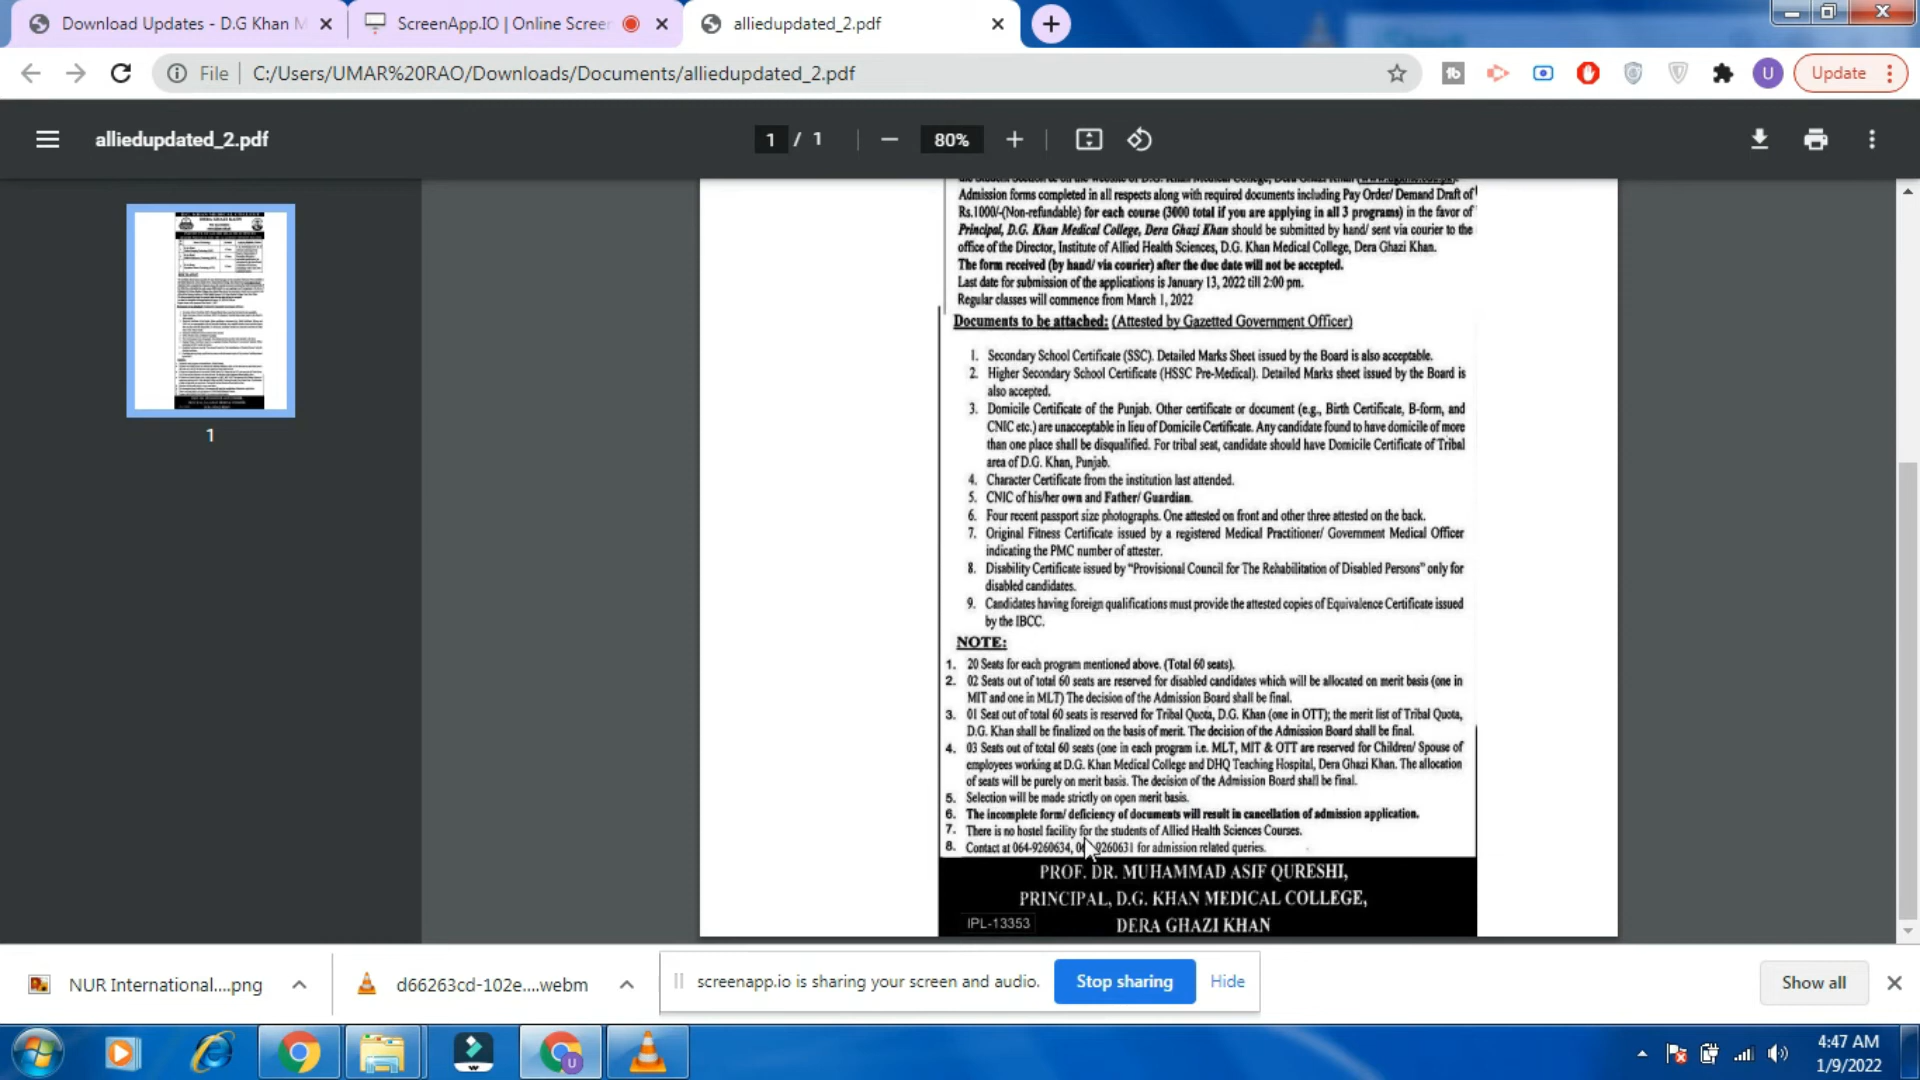 Download Updates - D.G Khan M
ScreenApp.IO | Online Screen
alliedupdated_2.pdf
File
C:/Users/UMAR%20RAO/Downloads/Documents/alliedupdated_2.pdf
U
Update
alliedupdated_2.pdf
1 / 1
80%
Admission forms completed in all respects along with required documents including Pay Order/ Demand Draft of
Rs.1000/-(Non-refundable) for each course (3000 total if you are applying in all 3 programs) in the favor of
Principal, D.G. Khan Medical College, Dera Ghazi Khan should be submitted by hand/ sent via courier to the
office of the Director, Institute of Allied Health Sciences, D.G. Khan Medical College, Dera Ghazi Khan.
The form received (by hand/ via courier) after the due date will not be accepted.
Last date for submission of the applications is January 13, 2022 till 2:00 pm.
Regular classes will commence from March 1, 2022
Documents to be attached: (Attested by Gazetted Government Officer)
1. Secondary School Certificate (SSC). Detailed Marks Sheet issued by the Board is also acceptable.
2. Higher Secondary School Certificate (HSSC Pre-Medical). Detailed Marks sheet issued by the Board is
also accepted.
3. Domicile Certificate of the Punjab. Other certificate or document (e.g., Birth Certificate, B-form, and
CNIC etc.) are unacceptable in lieu of Domicile Certificate. Any candidate found to have domicile of more
than one place shall be disqualified. For tribal seat, candidate should have Domicile Certificate of Tribal
area of D.G. Khan, Punjab.
4. Character Certificate from the institution last attended.
5. CNIC of his/her own and Father/ Guardian.
6. Four recent passport size photographs. One attested on front and other three attested on the back.
7. Original Fitness Certificate issued by a registered Medical Practitioner/ Government Medical Officer
indicating the PMC number of attester.
8. Disability Certificate issued by "Provisional Council for The Rehabilitation of Disabled Persons" only for
disabled candidates.
9. Candidates having foreign qualifications must provide the attested copies of Equivalence Certificate issued
by the IBCC.
NOTE:
1. 20 Seats for each program mentioned above. (Total 60 seats).
2. 02 Seats out of total 60 seats are reserved for disabled candidates which will be allocated on merit basis (one in
MIT and one in MLT) The decision of the Admission Board shall be final.
3. 01 Seat out of total 60 seats is reserved for Tribal Quota, D.G. Khan (one in OTT); the merit list of Tribal Quota,
D.G. Khan shall be finalized on the basis of merit. The decision of the Admission Board shall be final.
4. 03 Seats out of total 60 seats (one in each program i.e. MLT, MIT & OTT are reserved for Children/ Spouse of
employees working at D.G. Khan Medical College and DHQ Teaching Hospital, Dera Ghazi Khan. The allocation
of seats will be purely on merit basis. The decision of the Admission Board shall be final.
5. Selection will be made strictly on open merit basis.
6. The incomplete form/ deficiency of documents will result in cancellation of admission application.
7. There is no hostel facility for the students of Allied Health Sciences Courses.
8. Contact at 064-9260634, 9260631 for admission related queries.
PROF. DR. MUHAMMAD ASIF QURESHI,
PRINCIPAL, D.G. KHAN MEDICAL COLLEGE,
IPL-13353 DERA GHAZI KHAN
1
NUR International....png
d66263cd-102e....webm
screenapp.io is sharing your screen and audio.
Stop sharing
Hide
Show all
4:47 AM
1/9/2022